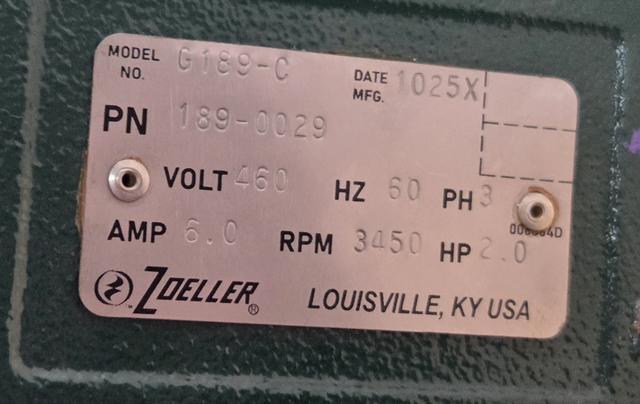 MODEL NO. G189-C DATE MFG. 1025X
PN 189-0029
VOLT 460 HZ 60 PH 3
AMP 6.0 RPM 3450 HP 2.0
ZOELLER® LOUISVILLE, KY USA